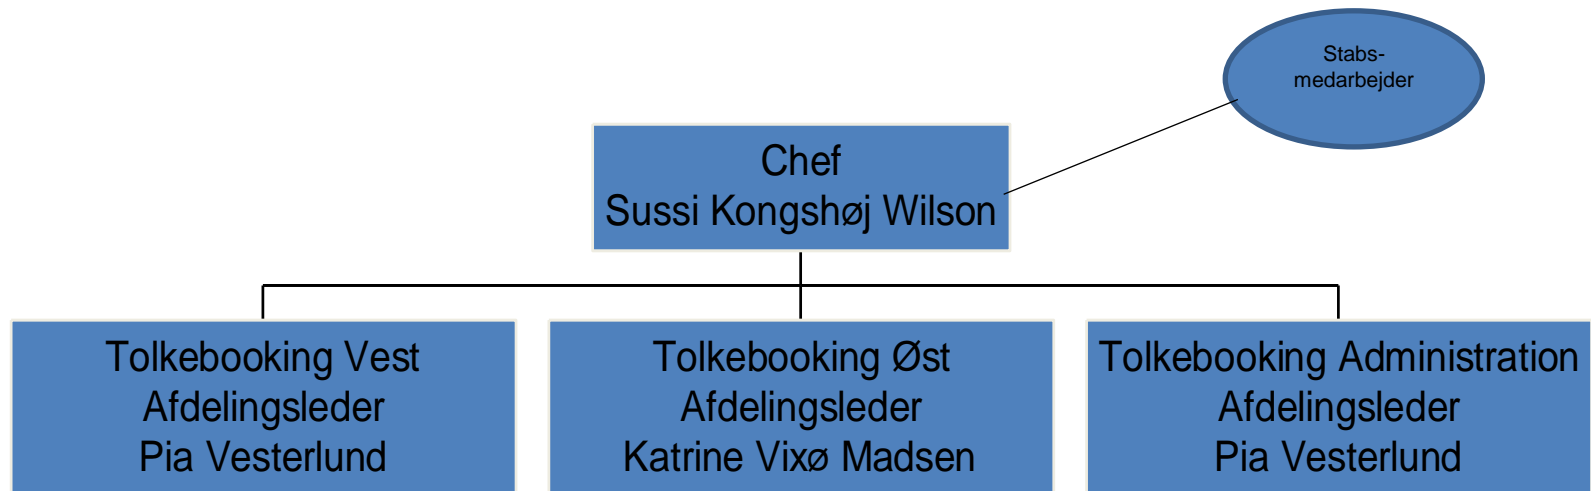 Stabs-
medarbejder
Chef
Sussi Kongshøj Wilson
Tolkebooking Vest
Afdelingsleder
Pia Vesterlund
Tolkebooking Øst
Afdelingsleder
Katrine Vixø Madsen
Tolkebooking Administration
Afdelingsleder
Pia Vesterlund